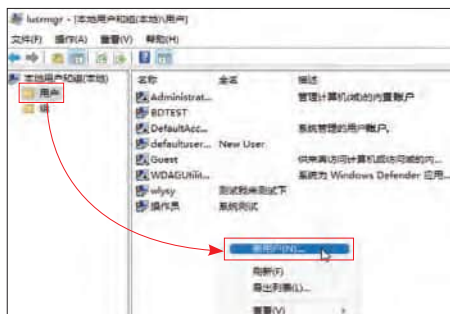 lusrmgr - [本地用户和组(本地)\用户]
文件(F) 操作(A) 查看(V) 帮助(H)
本地用户和组(本地)
用户
组
名称 全名 描述
Administrat... 管理计算机(域)的内置帐户
BDTEST
DefaultAcc... 系统管理的用户帐户。
defaultuser... New User
Guest 供来宾访问计算机或访问域的内...
WDAGUtilit... 系统为 Windows Defender 应用...
wlysy 测试我来测试下
操作员 系统测试
新用户(N)...
刷新(F)
导出列表(L)...
查看(V)